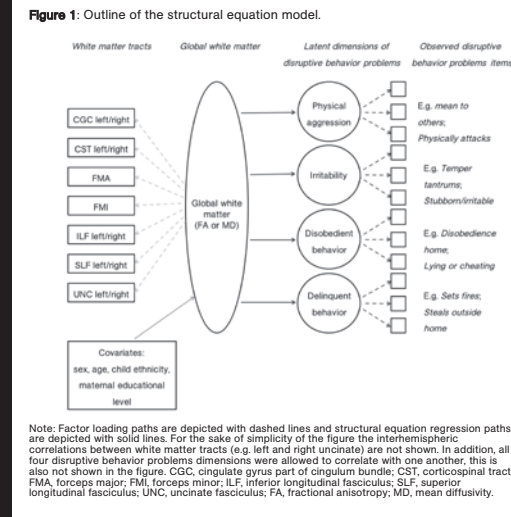 Figure 1: Outline of the structural equation model.
White matter tracts
Global white matter
Latent dimensions of
disruptive behavior problems
Observed disruptive
behavior problems items
CGC left/right
CST left/right
FMA
FMI
ILF left/right
SLF left/right
UNC left/right
Covariates:
sex, age, child ethnicity,
maternal educational
level
Global white
matter
(FA or MD)
Physical
aggression
Irritability
Disobedient
behavior
Delinquent
behavior
E.g. mean to
others;
Physically attacks
E.g. Temper
tantrums;
Stubborn/irritable
E.g. Disobedience
home;
Lying or cheating
E.g. Sets fires;
Steals outside
home
Note: Factor loading paths are depicted with dashed lines and structural equation regression paths
are depicted with solid lines. For the sake of simplicity of the figure the interhemispheric
correlations between white matter tracts (e.g. left and right uncinate) are not shown. In addition, all
four disruptive behavior problems dimensions were allowed to correlate with one another, this is
also not shown in the figure. CGC, cingulate gyrus part of cingulum bundle; CST, corticospinal tract
FMA, forceps major; FMI, forceps minor; ILF, inferior longitudinal fasciculus; SLF, superior
longitudinal fasciculus; UNC, uncinate fasciculus; FA, fractional anisotropy; MD, mean diffusivity.